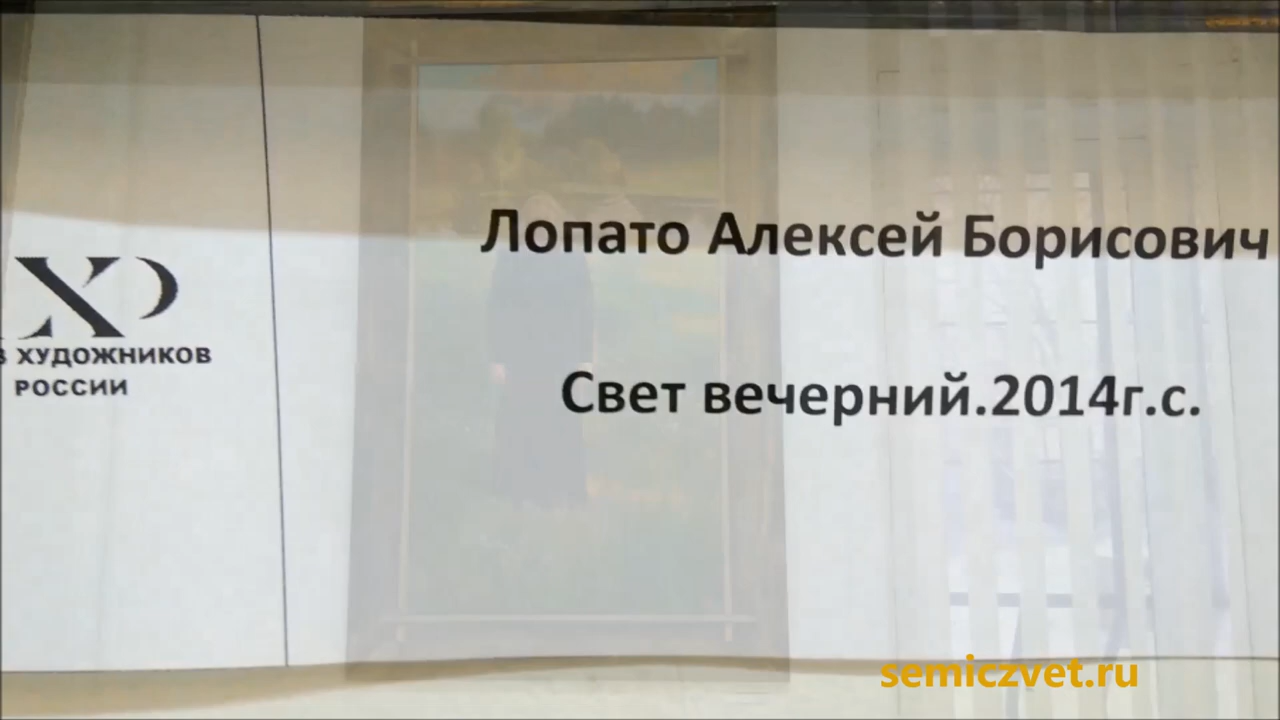 ХУДОЖНИКОВ
РОССИИ
Лопато Алексей Борисович
Свет вечерний.2014г.с.
semiczvet.ru